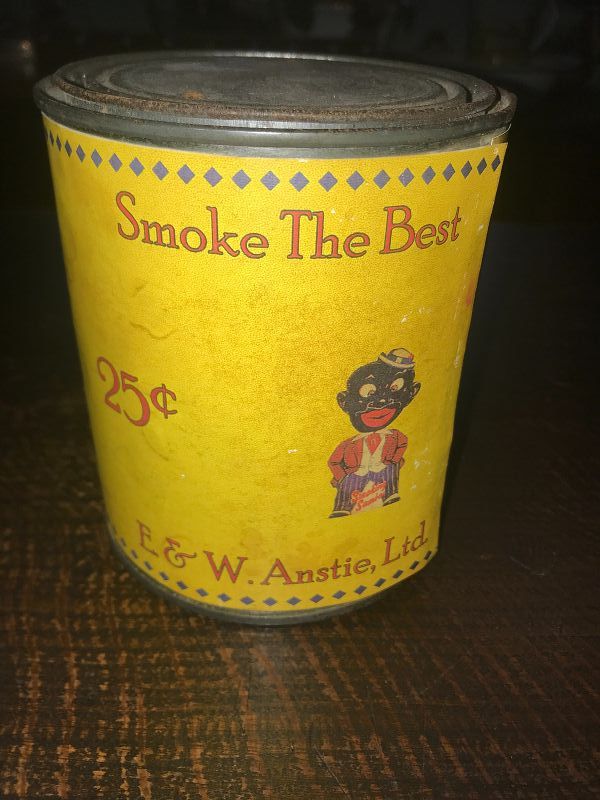 Smoke The Best
25¢
E. & W. Anstie, Ltd.